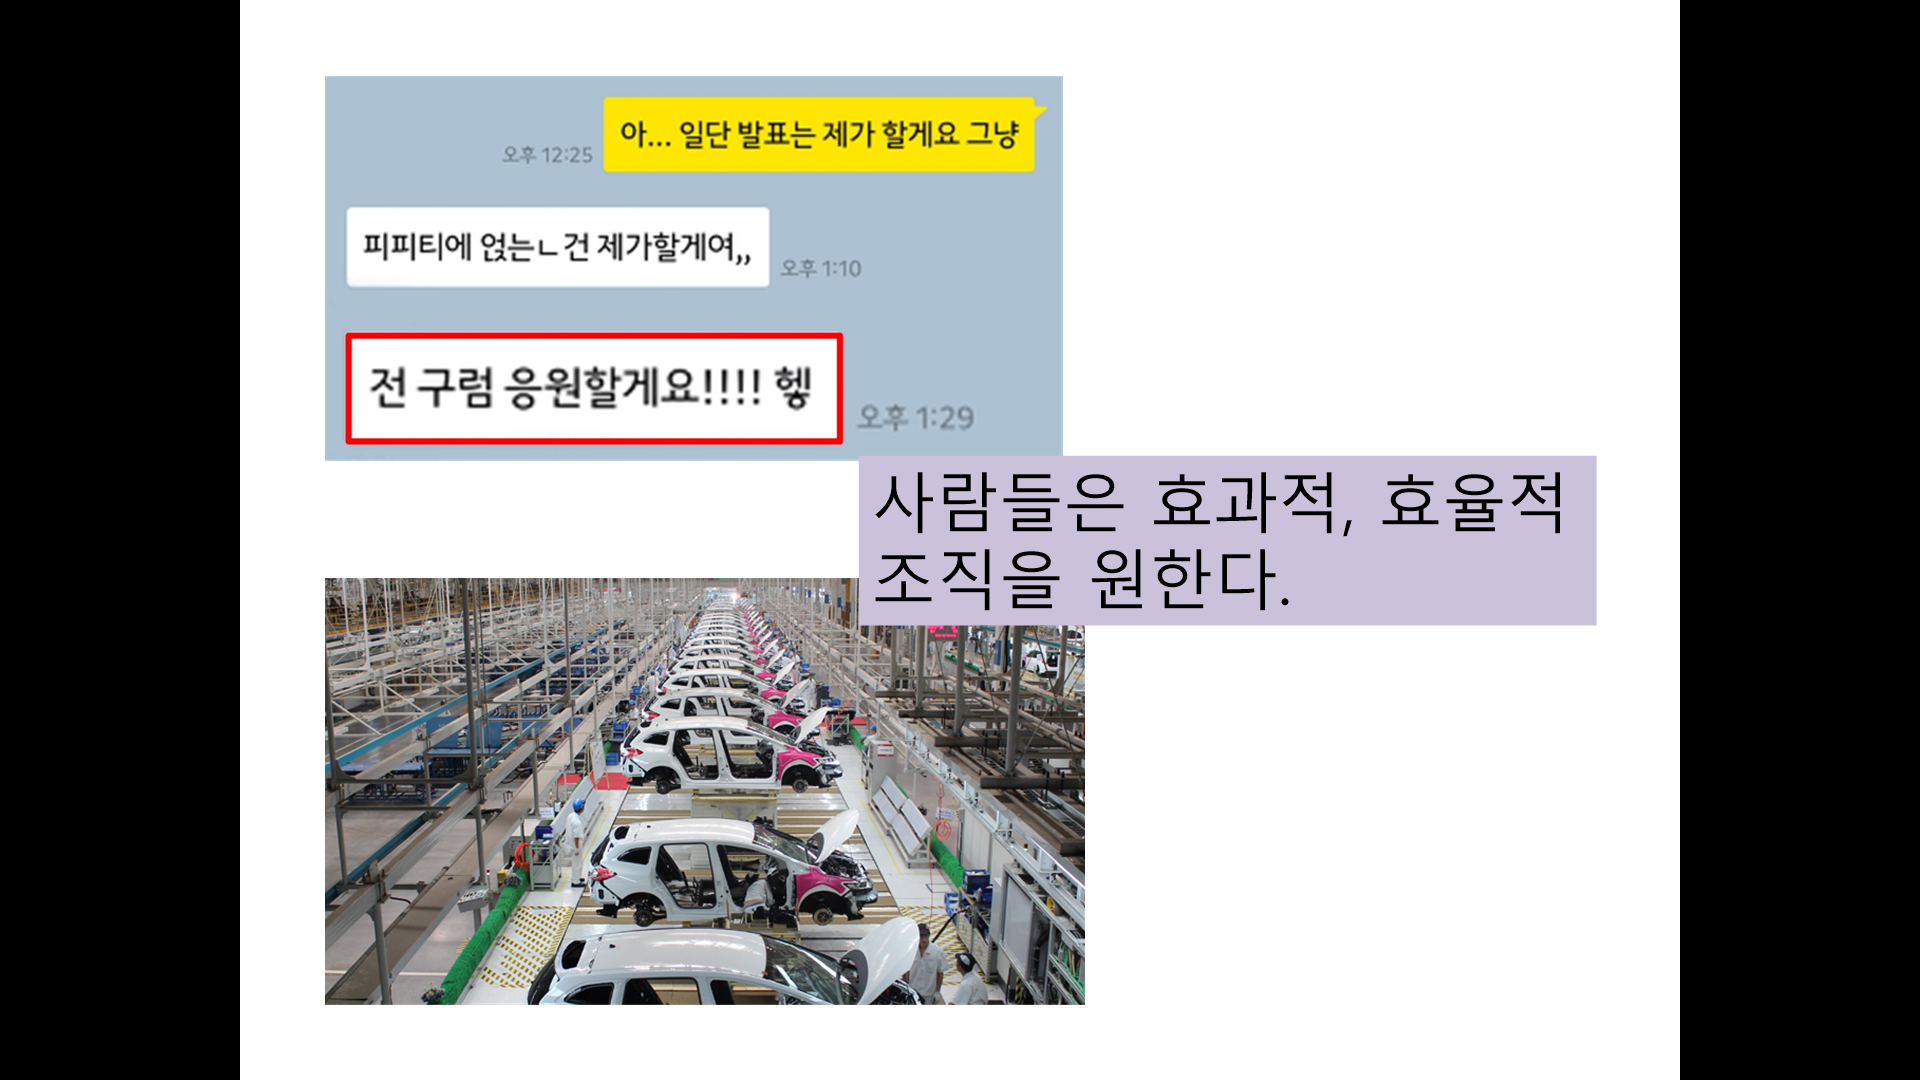 아... 일단 발표는 제가 할게요 그냥
오후 12:25
피피티에 얹는ㄴ건 제가할게여,,
오후 1:10
전 구럼 응원할게요!!!! 헿
오후 1:29
사람들은 효과적, 효율적
조직을 원한다.